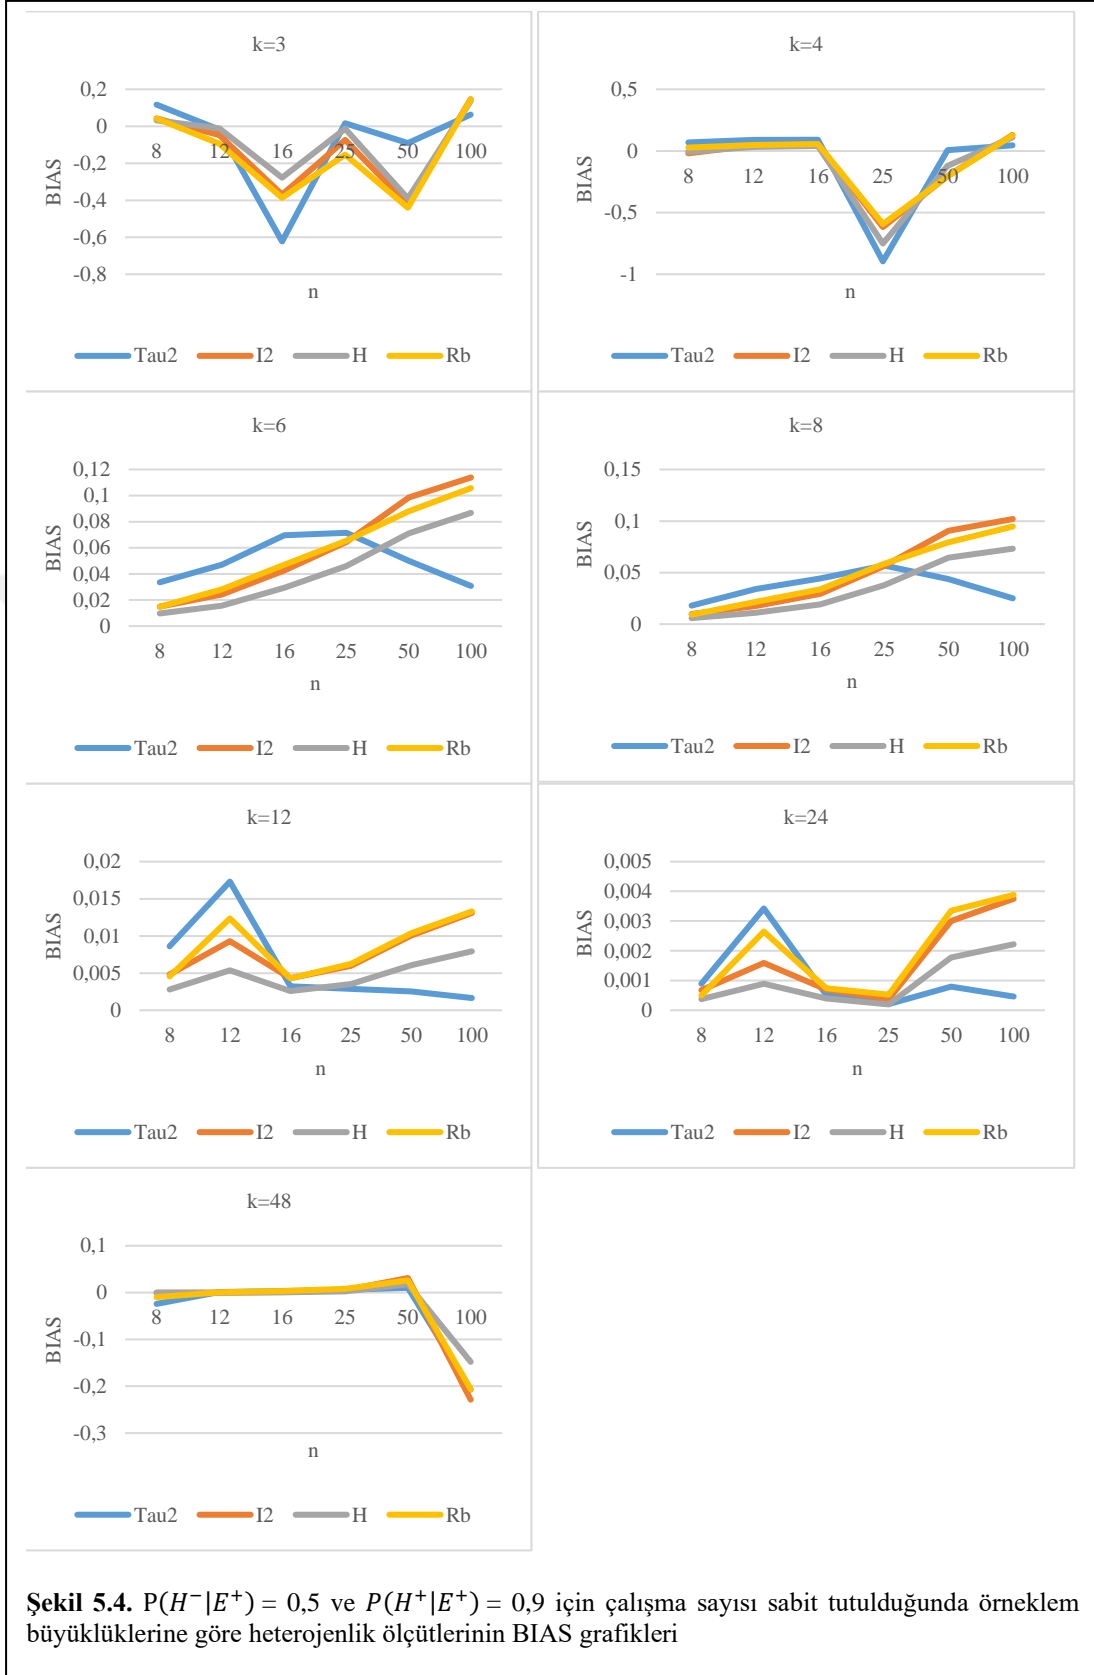 k=3
0,2
0
-0,2
-0,4
-0,6
-0,8
BIAS
8 12 16 25 50 100
n
Tau2 I2 H Rb
k=4
0,5
0
-0,5
-1
BIAS
8 12 16 25 50 100
n
Tau2 I2 H Rb
k=6
0,12
0,1
0,08
0,06
0,04
0,02
0
BIAS
8 12 16 25 50 100
n
Tau2 I2 H Rb
k=8
0,15
0,1
0,05
0
BIAS
8 12 16 25 50 100
n
Tau2 I2 H Rb
k=12
0,02
0,015
0,01
0,005
0
BIAS
8 12 16 25 50 100
n
Tau2 I2 H Rb
k=24
0,005
0,004
0,003
0,002
0,001
0
BIAS
8 12 16 25 50 100
n
Tau2 I2 H Rb
k=48
0,1
0
-0,1
-0,2
-0,3
BIAS
8 12 16 25 50 100
n
Tau2 I2 H Rb
Şekil 5.4. P(H⁻|E⁺) = 0,5 ve P(H⁺|E⁺) = 0,9 için çalışma sayısı sabit tutulduğunda örneklem
büyüklüklerine göre heterojenlik ölçütlerinin BIAS grafikleri